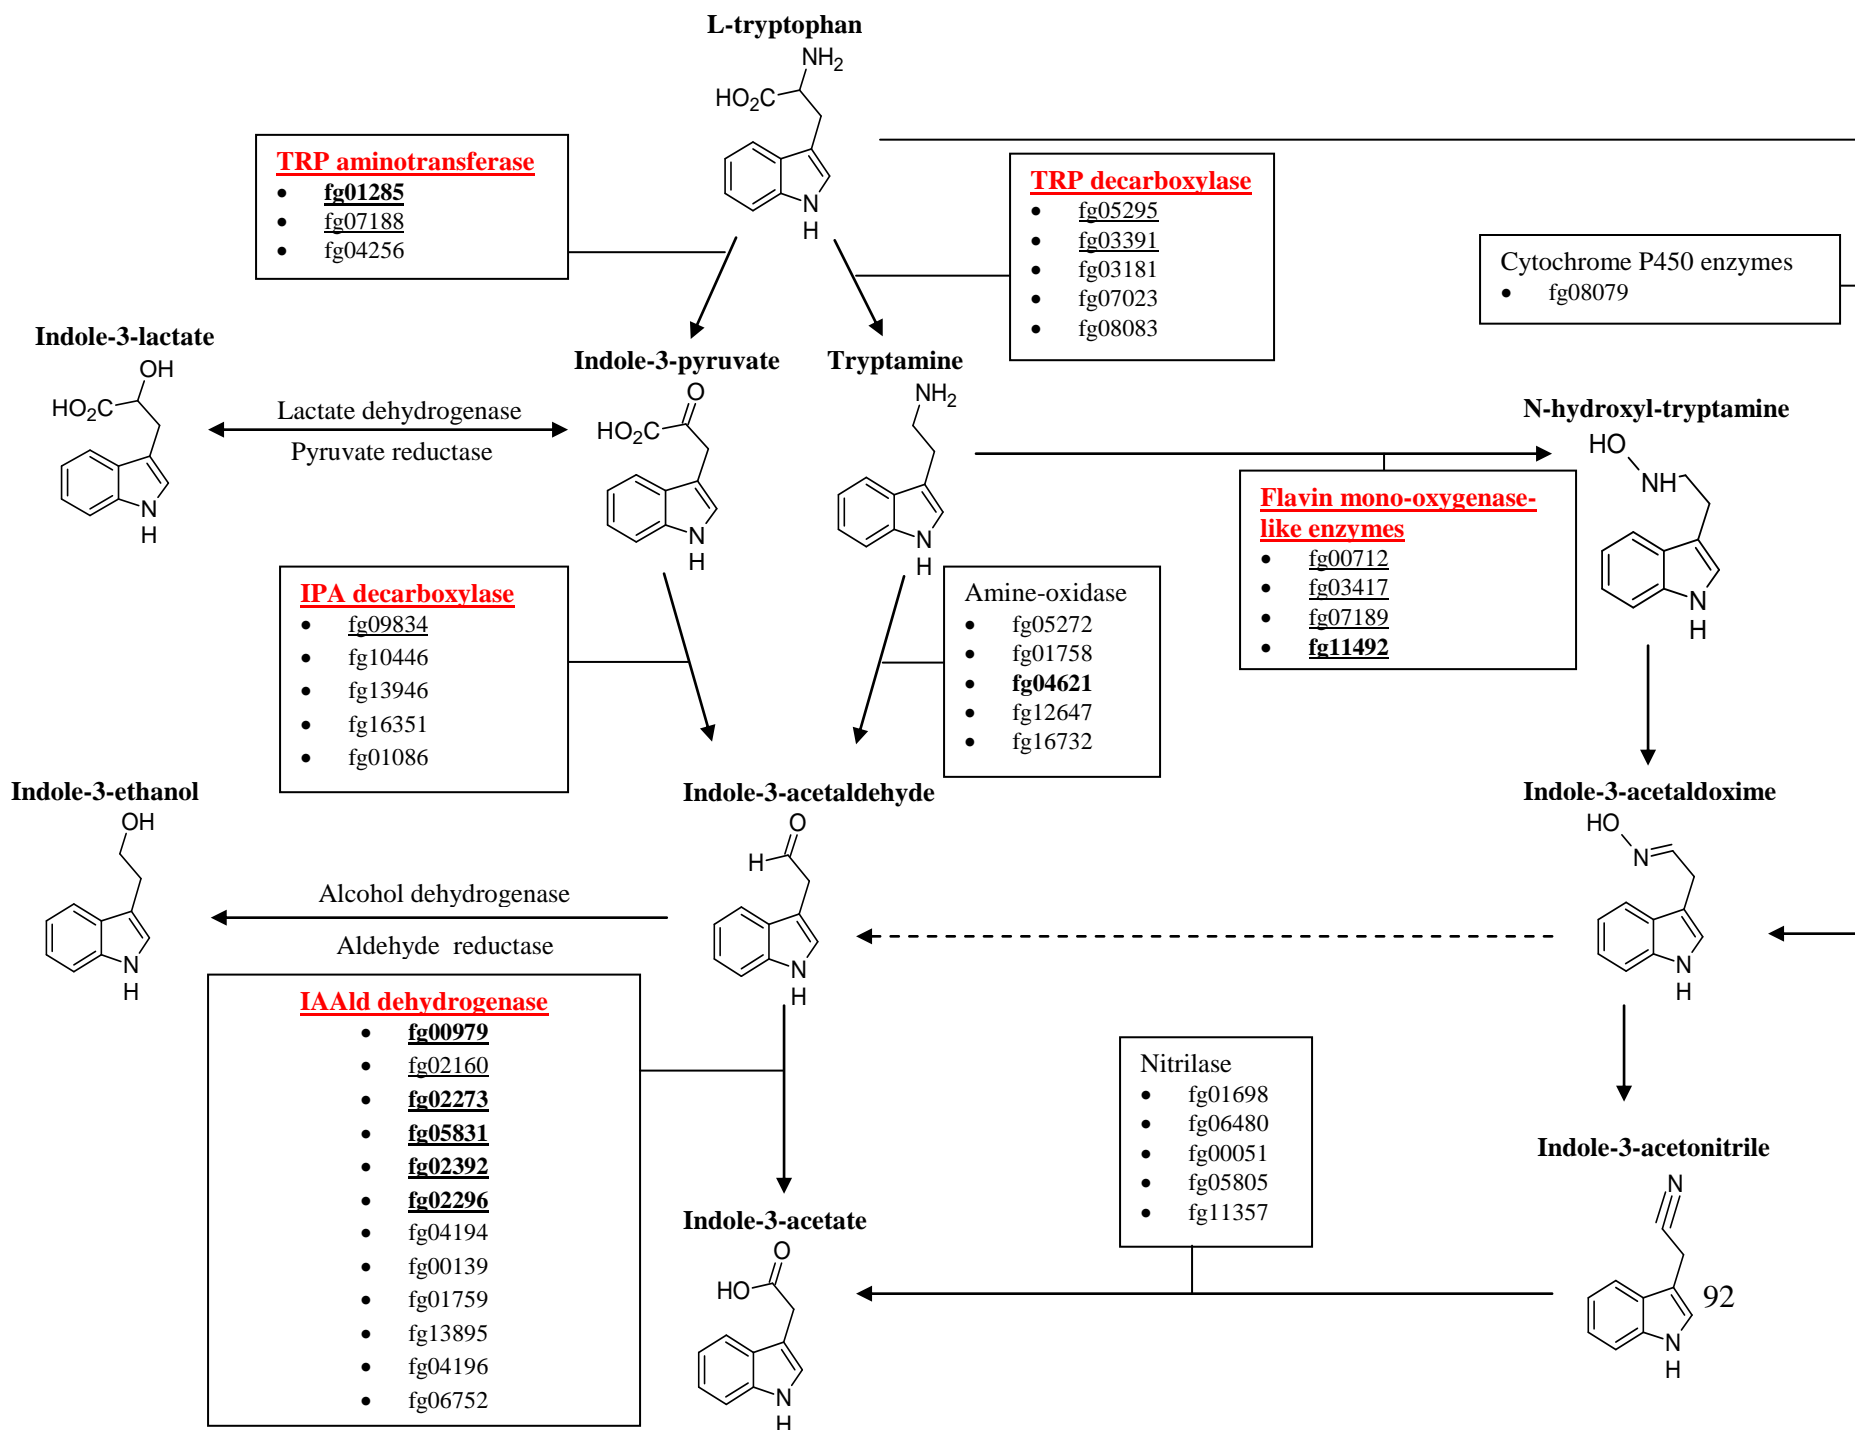 L-tryptophan
NH2
HO2C
N
H
TRP aminotransferase
• fg01285
• fg07188
• fg04256
TRP decarboxylase
• fg05295
• fg03391
• fg03181
• fg07023
• fg08083
Cytochrome P450 enzymes
• fg08079
Indole-3-lactate
OH
HO2C
N
H
Lactate dehydrogenase
Pyruvate reductase
Indole-3-pyruvate
O
HO2C
N
H
Tryptamine
NH2
N
H
N-hydroxyl-tryptamine
HO
NH
N
H
Flavin mono-oxygenase-
like enzymes
• fg00712
• fg03417
• fg07189
• fg11492
IPA decarboxylase
• fg09834
• fg10446
• fg13946
• fg16351
• fg01086
Amine-oxidase
• fg05272
• fg01758
• fg04621
• fg12647
• fg16732
Indole-3-ethanol
OH
N
H
Alcohol dehydrogenase
Aldehyde reductase
Indole-3-acetaldehyde
O
H
N
H
Indole-3-acetaldoxime
HO
N
N
H
IAAld dehydrogenase
• fg00979
• fg02160
• fg02273
• fg05831
• fg02392
• fg02296
• fg04194
• fg00139
• fg01759
• fg13895
• fg04196
• fg06752
Nitrilase
• fg01698
• fg06480
• fg00051
• fg05805
• fg11357
Indole-3-acetate
O
HO
N
H
Indole-3-acetonitrile
N
N
H
92